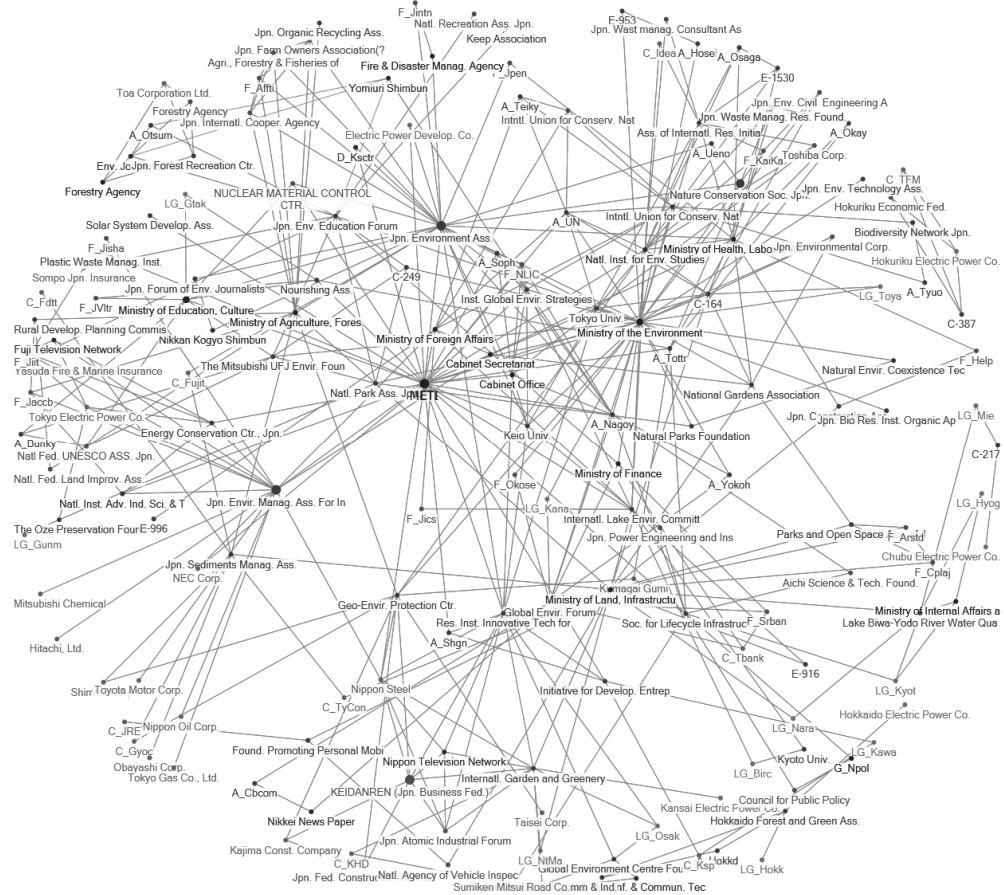 F_Jintn
Natl. Recreation Ass. Jpn.
Keep Association
E-953
Jpn. Wast manag. Consultant As
Jpn. Organic Recycling Ass.
Jpn. Farm Owners Association(?
Agri., Forestry & Fisheries of
Fire & Disaster Manag. Agency
Jpen
C_Idea
A_Hosei
A_Osaga
E-1530
F_Affti
Yomiuri Shimbun
Toa Corporation Ltd.
Forestry Agency
Jpn. Internatl. Cooper. Agency
A_Teiky
Intntl. Union for Conserv. Nat
Jpn. Env. Civil Engineering A
Jpn. Waste Manag. Res. Found.
Ass. of Internatl. Res. Initia
A_Okay
A_Otsum
Electric Power Develop. Co.
A_Ueno
F_KaiKa
Toshiba Corp.
Jpn. Forest Recreation Ctr.
D_Ksctr
Forestry Agency
NUCLEAR MATERIAL CONTROL
CTR.
Nature Conservation Soc. Jpn.
Jpn. Env. Technology Ass.
C_TFM
LG_Gtak
Hokuriku Economic Fed.
Solar System Develop. Ass.
Jpn. Env. Education Forum
A_UN
Intntl. Union for Conserv. Nat
Biodiversity Network Jpn.
F_Jisha
Jpn. Environment Ass.
Ministry of Health, Labo
Jpn. Environmental Corp.
Plastic Waste Manag. Inst.
A_Soph
Natl. Inst. for Env. Studies
Hokuriku Electric Power Co.
Sompo Jpn. Insurance
C-249
F_NLIC
Jpn. Forum of Env. Journalists
Nourishing Ass.
A_Tyuo
C_Fdtt
F_JVltr
Inst. Global Envir. Strategies
C-164
LG_Toya
Ministry of Education, Culture
Tokyo Univ.
C-387
Rural Develop. Planning Commis
Ministry of Agriculture, Fores
Ministry of the Environment
Nikkan Kogyo Shimbun
Ministry of Foreign Affairs
Fuji Television Network
F_Jiit
The Mitsubishi UFJ Envir. Foun
Cabinet Secretariat
A_Tottr
F_Help
Yasuda Fire & Marine Insurance
C_Fujit
Cabinet Office
Natural Envir. Coexistence Tec
Natl. Park Ass. Jpn.
METI
National Gardens Association
F_Jaccb
Tokyo Electric Power Co.
LG_Mie
Jpn. Bio Res. Inst. Organic Ap
A_Bunky
Energy Conservation Ctr., Jpn.
Keio Univ.
A_Nagoy
Natural Parks Foundation
Natl Fed. UNESCO ASS. Jpn.
C-217
Natl. Fed. Land Improv. Ass.
Ministry of Finance
F_Okose
A_Yokoh
Natl. Inst. Adv. Ind. Sci. & T
Jpn. Envir. Manag. Ass. For In
LG_Kana
LG_Hyog
The Oze Preservation Four
E-996
F_Jics
Internatl. Lake Envir. Committ
LG_Gunm
Jpn. Power Engineering and Ins
Parks and Open Space
F_Arstd
Chubu Electric Power Co.
Jpn. Sediments Manag. Ass.
NEC Corp.
F_Cplaj
Aichi Science & Tech. Found.
Kumagai Gumi
Mitsubishi Chemical
Geo-Envir. Protection Ctr.
Ministry of Land, Infrastructu
Global Envir. Forum
Ministry of Internal Affairs a
Res. Inst. Innovative Tech for
Soc. for Lifecycle Infrastruc
F_Srban
Lake Biwa-Yodo River Water Qua
Hitachi, Ltd.
A_Shgn
C_Tbank
E-916
Shim
Toyota Motor Corp.
Nippon Steel
Initiative for Develop. Entrep
LG_Kyot
C_TyCon
Hokkaido Electric Power Co.
C_JRE
Nippon Oil Corp.
LG_Nara
C_Gyoc
Found. Promoting Personal Mobi
Nippon Television Network
Kyoto Univ.
LG_Kawa
Obayashi Corp.
G_Npol
Tokyo Gas Co., Ltd.
KEIDANREN (Jpn. Business Fed.)
Internatl. Garden and Greenery
LG_Birc
A_Cbcom
Council for Public Policy
Kansai Electric Power Co.
Nikkei News Paper
Taisei Corp.
Hokkaido Forest and Green Ass.
LG_Osak
Kajima Const. Company
Jpn. Atomic Industrial Forum
C_KHD
LG_NtMa
Global Environment Centre Fou
C_Ksp
Hokkd
LG_Hokk
Jpn. Fed. Constru
Natl. Agency of Vehicle Inspec
Sumiken Mitsui Road Co.
mm & Ind.
nf. & Commun. Tec